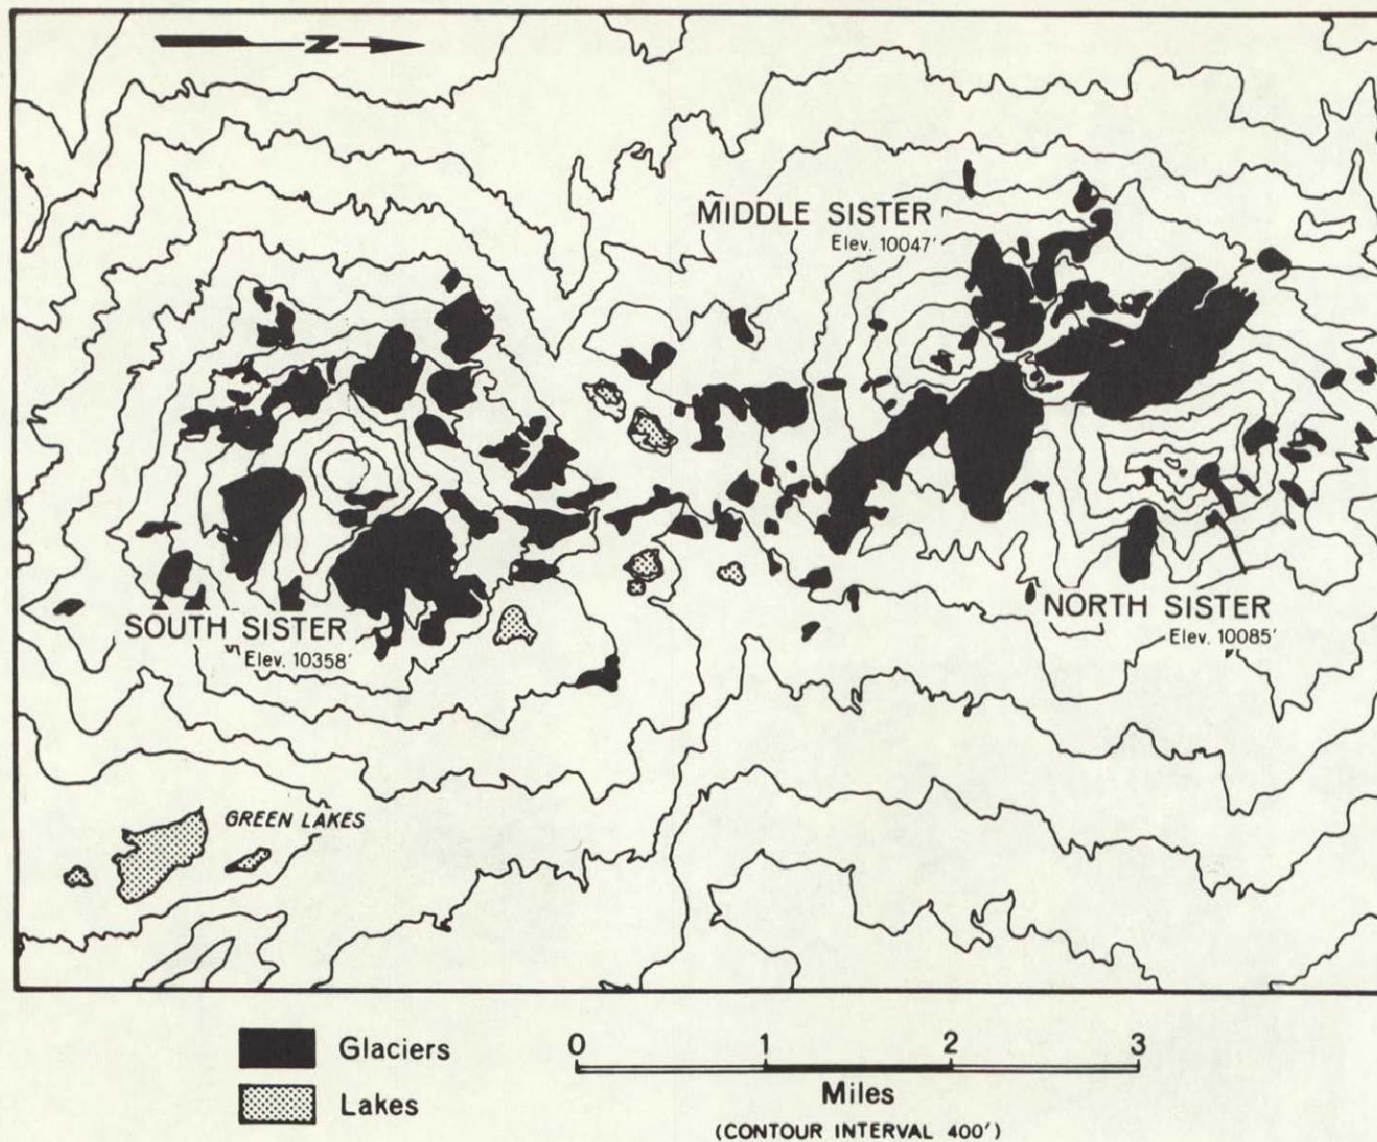 N
MIDDLE SISTER
Elev. 10047'
SOUTH SISTER
Elev. 10358'
NORTH SISTER
Elev. 10085'
GREEN LAKES
Glaciers
Lakes
0 1 2 3
Miles
(CONTOUR INTERVAL 400')